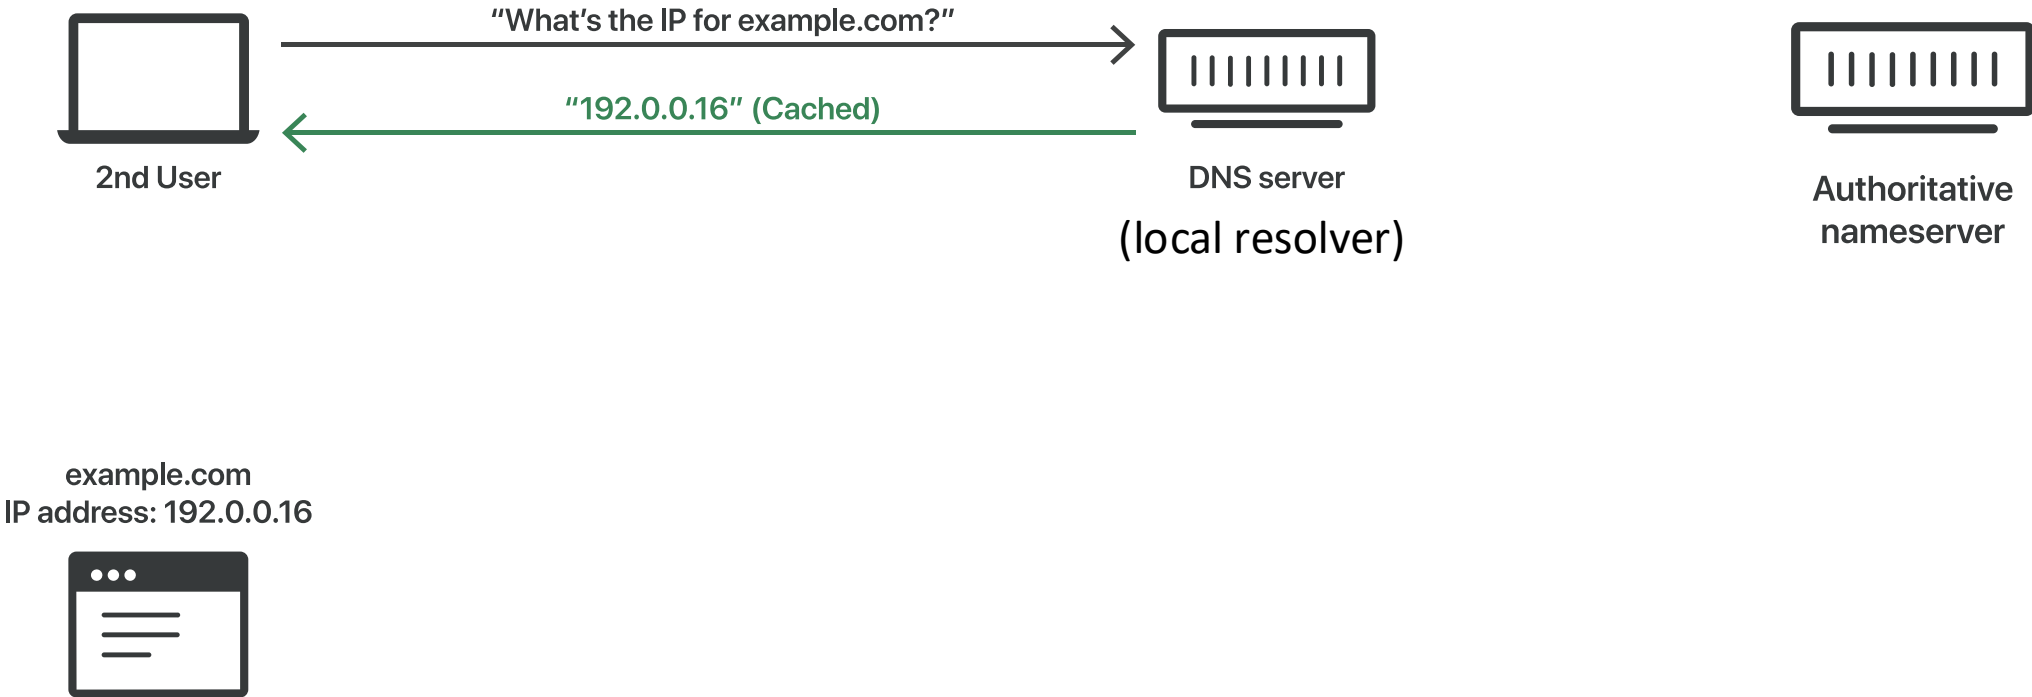 “What’s the IP for example.com?”
“192.0.0.16” (Cached)
2nd User
DNS server
(local resolver)
Authoritative
nameserver
example.com
IP address: 192.0.0.16